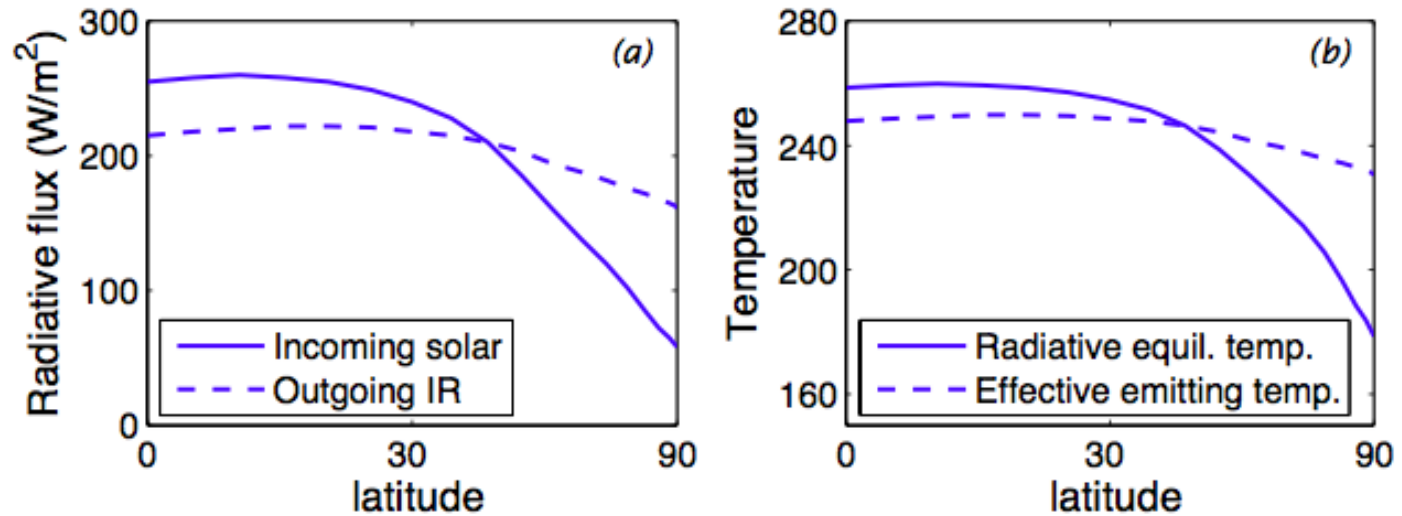 (a)
Radiative flux (W/m²)
300
200
100
0
Incoming solar
Outgoing IR
0 30 90
latitude
(b)
Temperature
280
240
200
160
Radiative equil. temp.
Effective emitting temp.
0 30 90
latitude